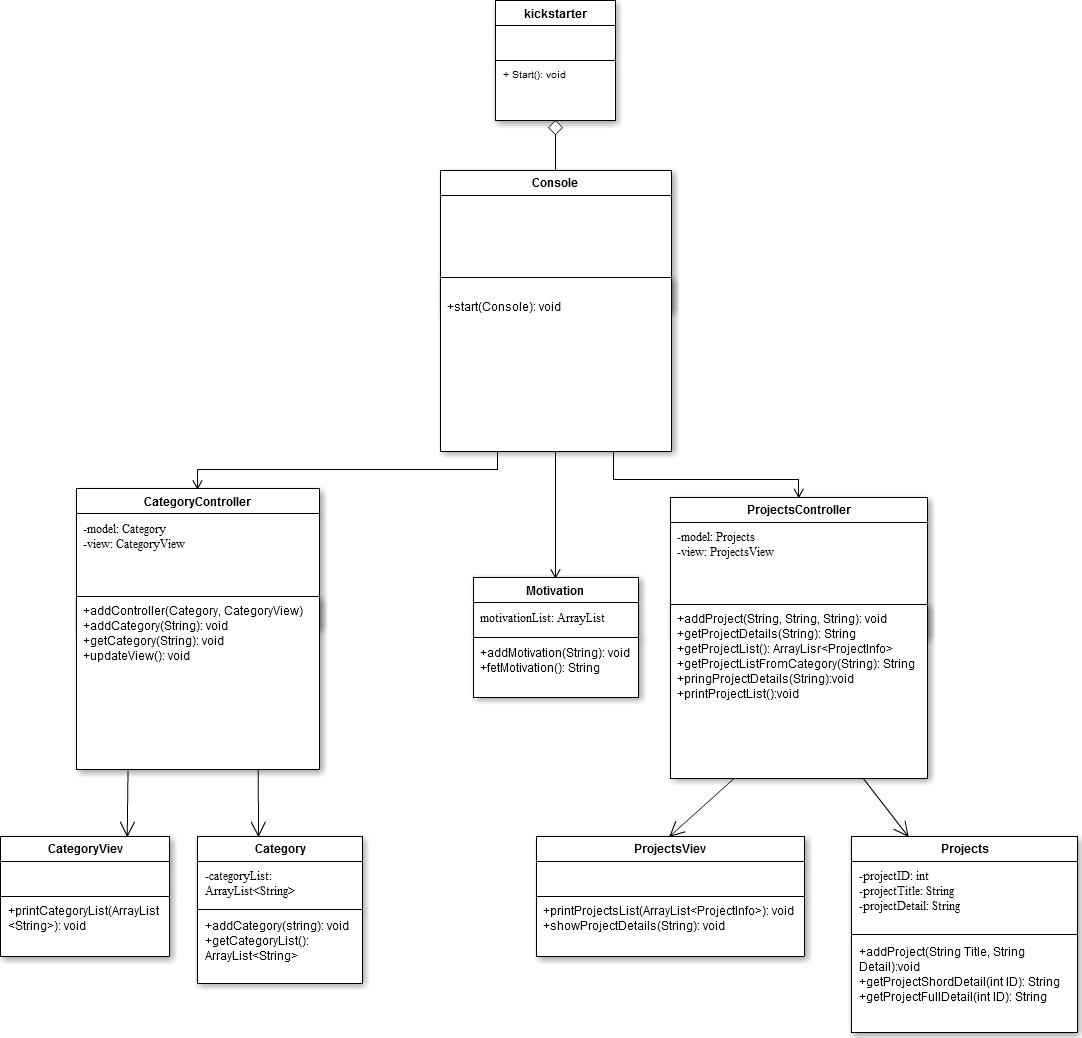 kickstarter
+ Start(): void
Console
+start(Console): void
CategoryController
-model: Category
-view: CategoryView
+addController(Category, CategoryView)
+addCategory(String): void
+getCategory(String): void
+updateView(): void
Motivation
motivationList: ArrayList
+addMotivation(String): void
+fetMotivation(): String
ProjectsController
-model: Projects
-view: ProjectsView
+addProject(String, String, String): void
+getProjectDetails(String): String
+getProjectList(): ArrayLisr<ProjectInfo>
+getProjectListFromCategory(String): String
+pringProjectDetails(String):void
+printProjectList():void
CategoryViev
+printCategoryList(ArrayList
<String>): void
Category
-categoryList:
ArrayList<String>
+addCategory(string): void
+getCategoryList():
ArrayList<String>
ProjectsViev
+printProjectsList(ArrayList<ProjectInfo>): void
+showProjectDetails(String): void
Projects
-projectID: int
-projectTitle: String
-projectDetail: String
+addProject(String Title, String
Detail):void
+getProjectShordDetail(int ID): String
+getProjectFullDetail(int ID): String